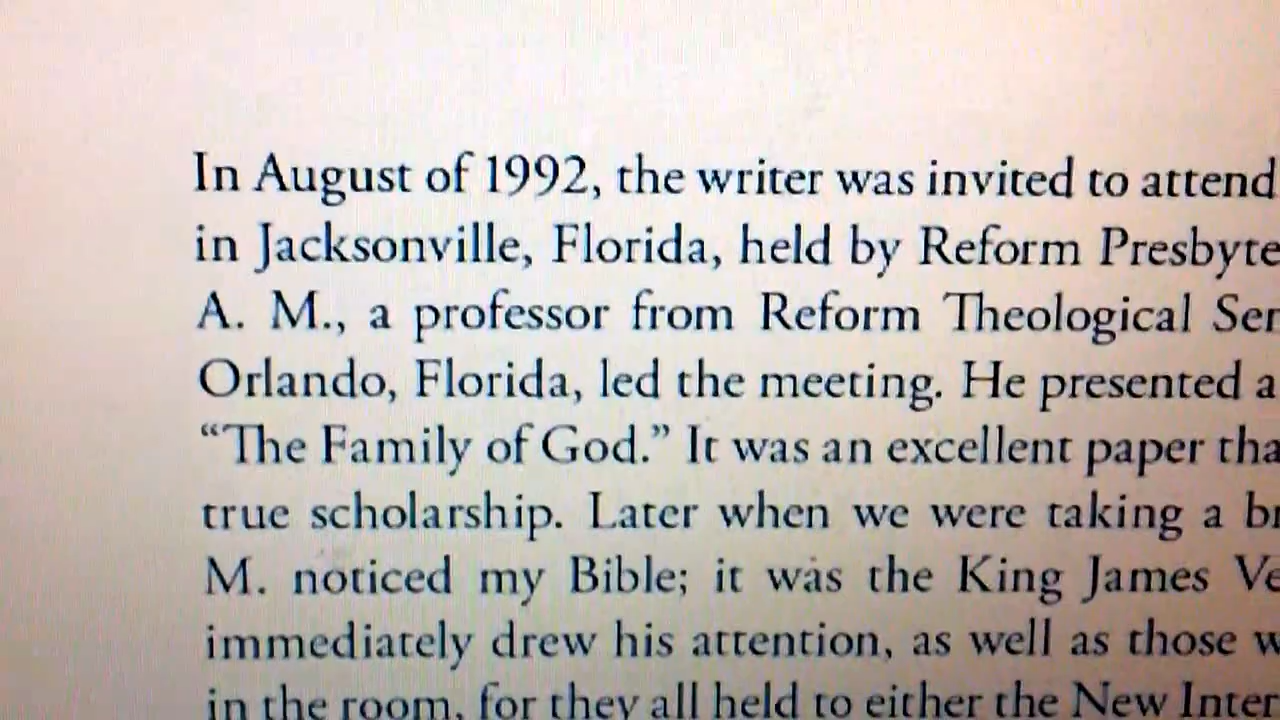 In August of 1992, the writer was invited to attend
in Jacksonville, Florida, held by Reform Presbyte
A. M., a professor from Reform Theological Sem
Orlando, Florida, led the meeting. He presented a
“The Family of God.” It was an excellent paper tha
true scholarship. Later when we were taking a br
M. noticed my Bible; it was the King James Ve
immediately drew his attention, as well as those w
in the room, for they all held to either the New Inter